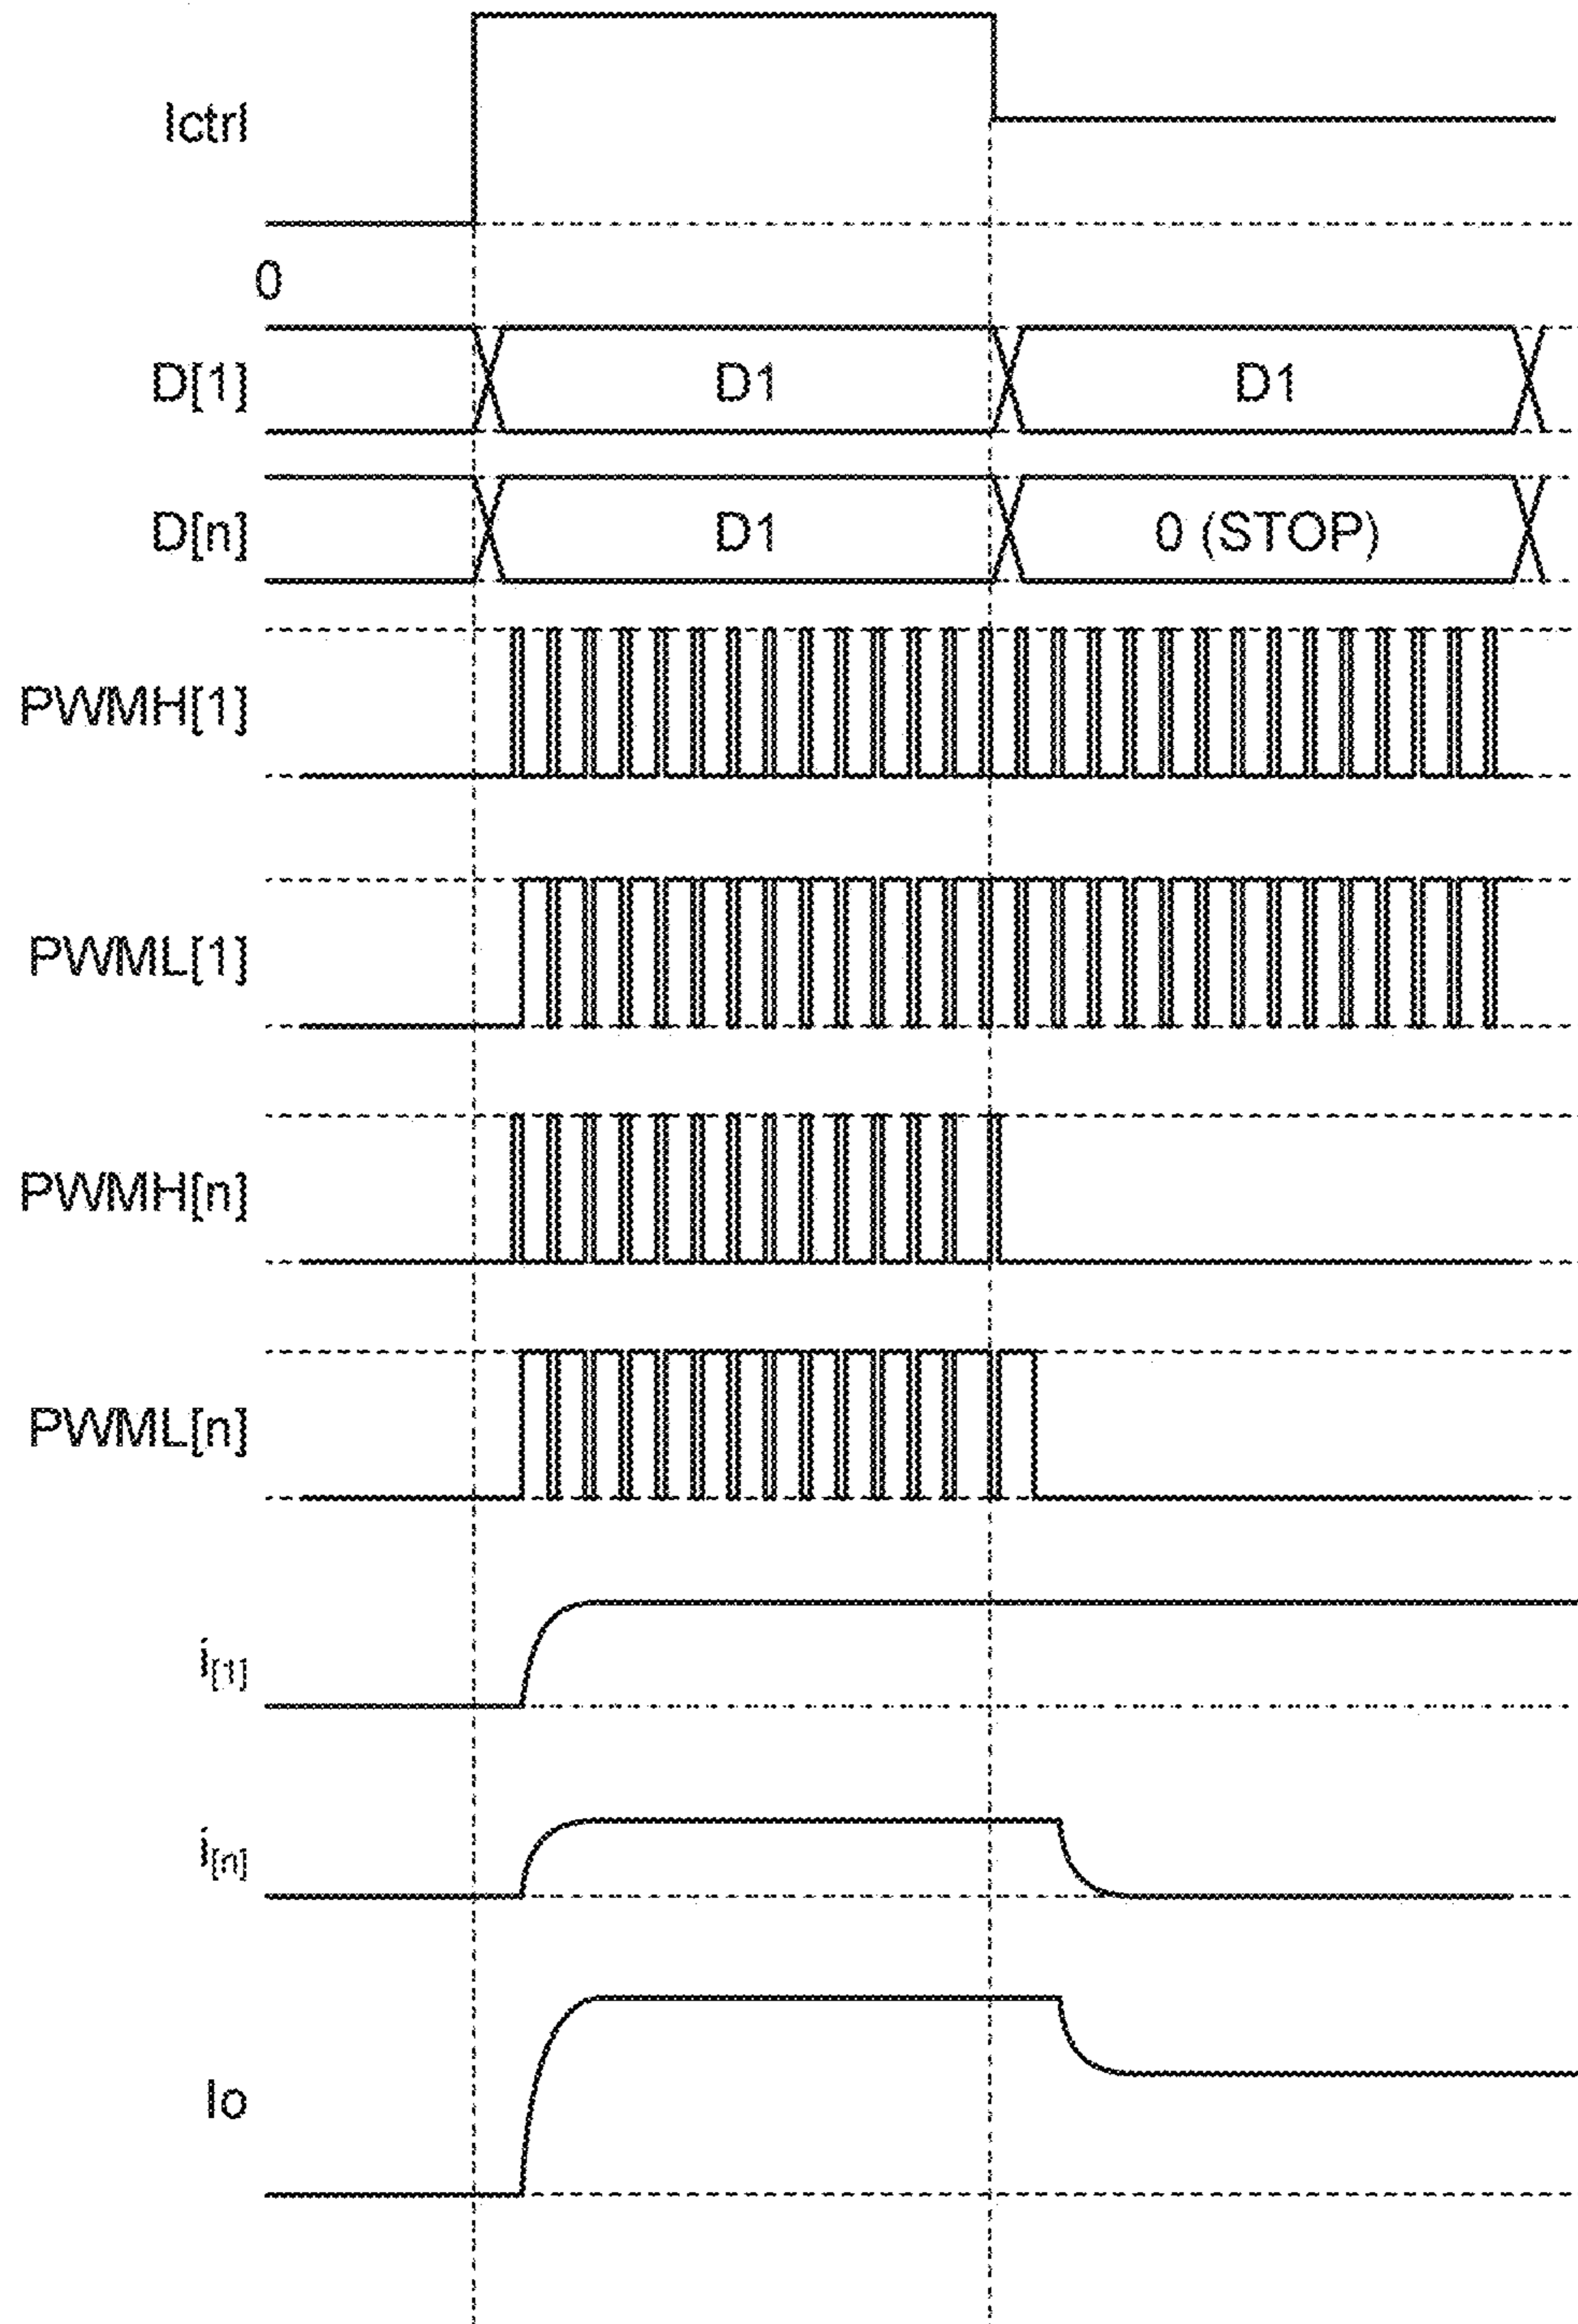 Ictrl
0
D[1] D1 D1
D[n] D1 0 (STOP)
PWMH[1]
PWML[1]
PWMH[n]
PWML[n]
i[1]
i[n]
Io